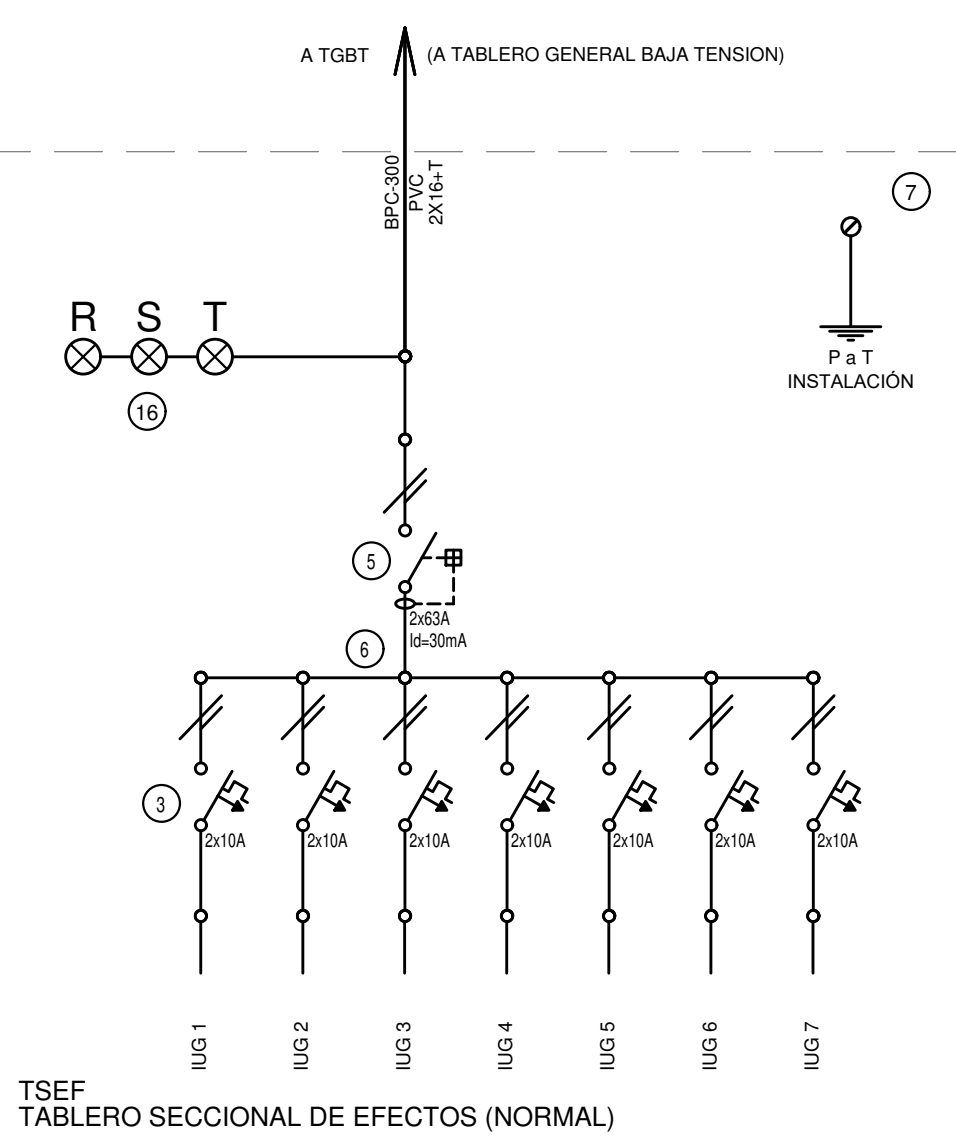 A TGBT
(A TABLERO GENERAL BAJA TENSION)
BPC-300
PVC
2X16+T
7
R S T
P a T
INSTALACIÓN
16
5
2x63A
Id=30mA
6
3
2x10A 2x10A 2x10A 2x10A 2x10A 2x10A 2x10A
IUG 1
IUG 2
IUG 3
IUG 4
IUG 5
IUG 6
IUG 7
TSEF
TABLERO SECCIONAL DE EFECTOS (NORMAL)